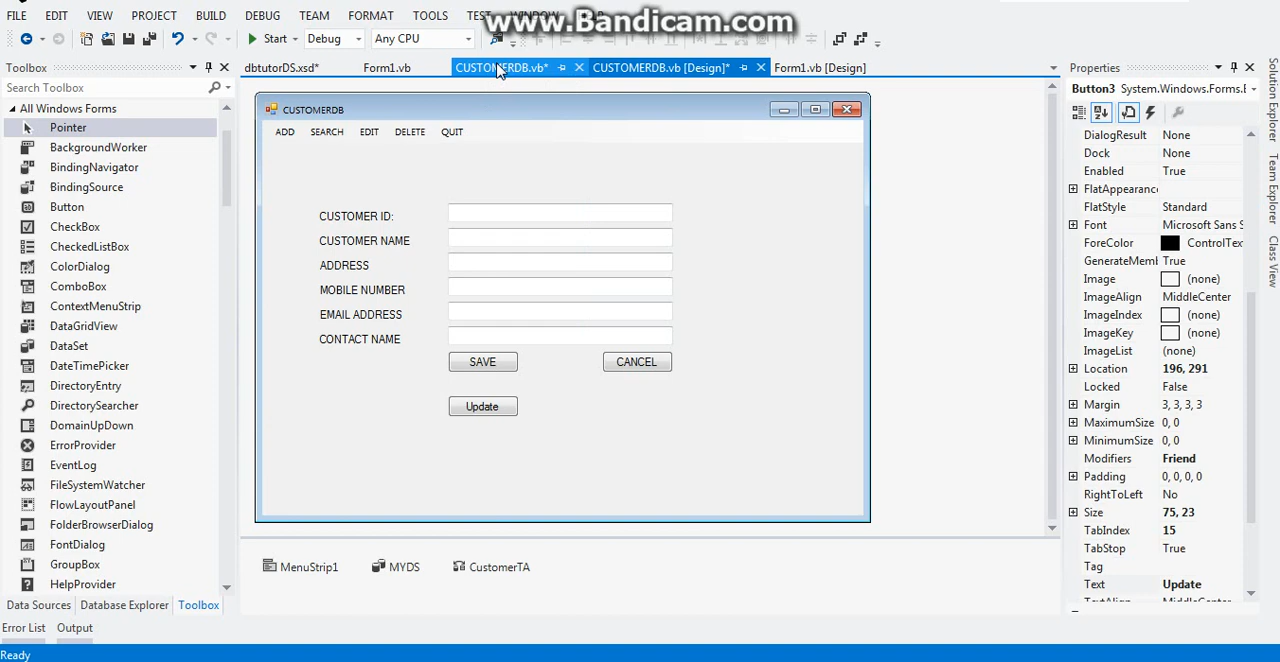 www.Bandicam.com
FILE EDIT VIEW PROJECT BUILD DEBUG TEAM FORMAT TOOLS TEST WINDOW
Start Debug Any CPU
Toolbox
dbtutorDS.xsd* Form1.vb CUSTOMERDB.vb* CUSTOMERDB.vb [Design]* Form1.vb [Design]
Properties
Search Toolbox
Button3 System.Windows.Forms.E
All Windows Forms
Pointer
BackgroundWorker
BindingNavigator
BindingSource
Button
CheckBox
CheckedListBox
ColorDialog
ComboBox
ContextMenuStrip
DataGridView
DataSet
DateTimePicker
DirectoryEntry
DirectorySearcher
DomainUpDown
ErrorProvider
EventLog
FileSystemWatcher
FlowLayoutPanel
FolderBrowserDialog
FontDialog
GroupBox
HelpProvider
Data Sources Database Explorer Toolbox
Error List Output
Ready
CUSTOMERDB
ADD SEARCH EDIT DELETE QUIT
CUSTOMER ID:
CUSTOMER NAME
ADDRESS
MOBILE NUMBER
EMAIL ADDRESS
CONTACT NAME
SAVE CANCEL
Update
MenuStrip1 MYDS CustomerTA
DialogResult None
Dock None
Enabled True
FlatAppearanc
FlatStyle Standard
Font Microsoft Sans S
ForeColor ControlTex
GenerateMemb True
Image (none)
ImageAlign MiddleCenter
ImageIndex (none)
ImageKey (none)
ImageList (none)
Location 196, 291
Locked False
Margin 3, 3, 3, 3
MaximumSize 0, 0
MinimumSize 0, 0
Modifiers Friend
Padding 0, 0, 0, 0
RightToLeft No
Size 75, 23
TabIndex 15
TabStop True
Tag
Text Update
TextAlign MiddleCenter
Solution Explorer
Team Explorer
Class View